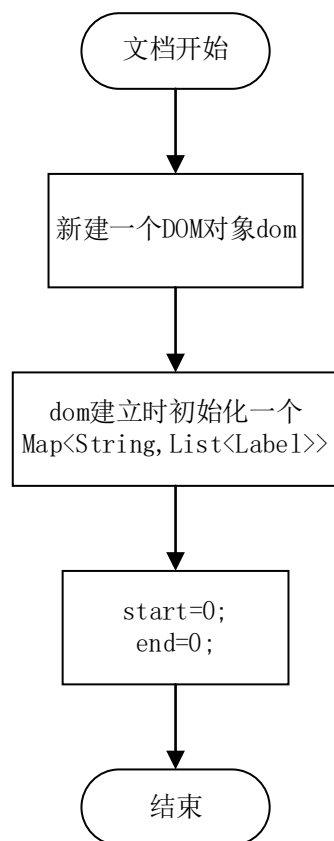 文档开始
新建一个DOM对象dom
dom建立时初始化一个
Map<String,List<Label>>
start=0;
end=0;
结束